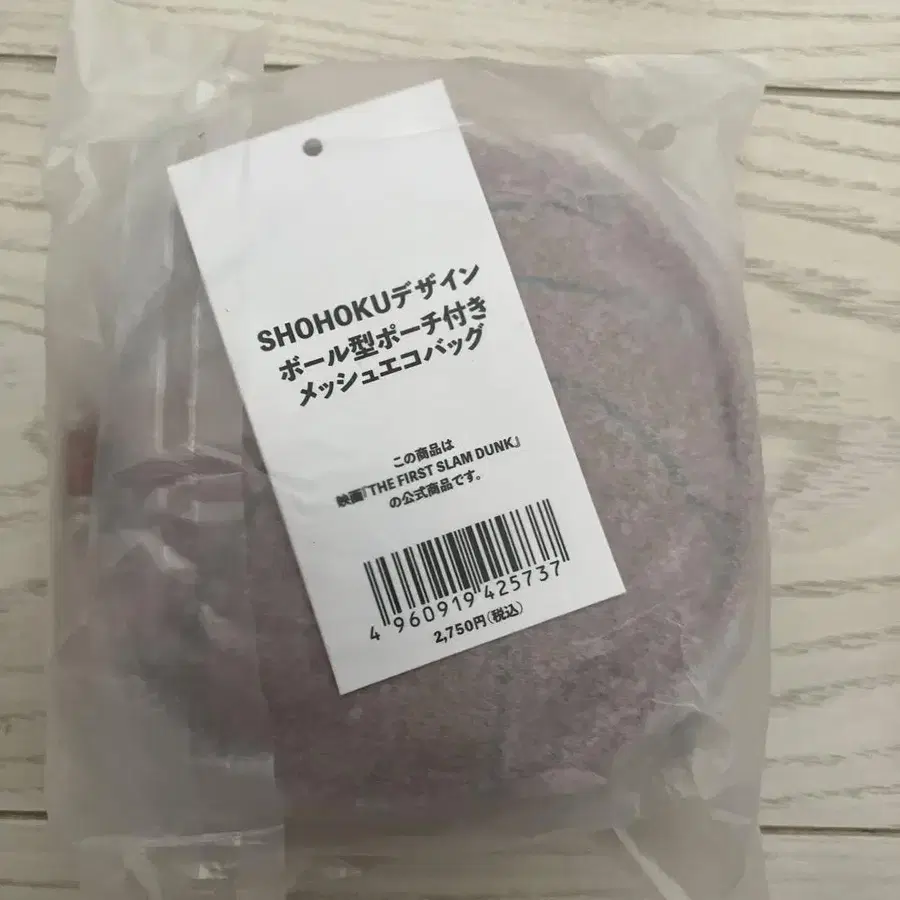 SHOHOKUデザイン
ボール型ポーチ付き
メッシュエコバッグ
この商品は
映画『THE FIRST SLAM DUNK』
の公式商品です。
4 960919 425737
2,750円(税込)